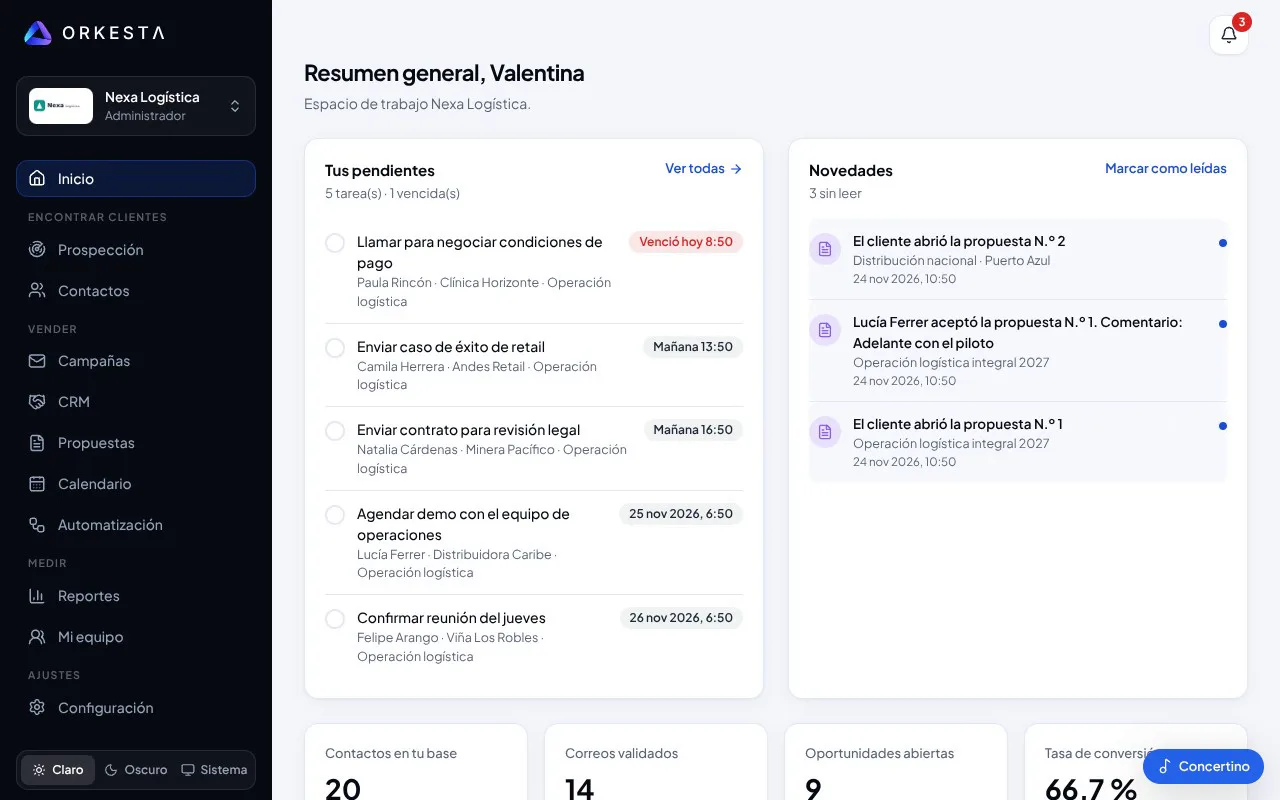 ORKESTA
Nexa Logística
Administrador
Inicio
ENCONTRAR CLIENTES
Prospección
Contactos
VENDER
Campañas
CRM
Propuestas
Calendario
Automatización
MEDIR
Reportes
Mi equipo
AJUSTES
Configuración
Claro
Oscuro
Sistema
3
Resumen general, Valentina
Espacio de trabajo Nexa Logística.
Tus pendientes
Ver todas →
5 tarea(s) · 1 vencida(s)
Llamar para negociar condiciones de
pago
Venció hoy 8:50
Paula Rincón · Clínica Horizonte · Operación
logística
Enviar caso de éxito de retail
Mañana 13:50
Camila Herrera · Andes Retail · Operación
logística
Enviar contrato para revisión legal
Mañana 16:50
Natalia Cárdenas · Minera Pacífico · Operación
logística
Agendar demo con el equipo de
operaciones
25 nov 2026, 6:50
Lucía Ferrer · Distribuidora Caribe ·
Operación logística
Confirmar reunión del jueves
26 nov 2026, 6:50
Felipe Arango · Viña Los Robles ·
Operación logística
Novedades
Marcar como leídas
3 sin leer
El cliente abrió la propuesta N.º 2
Distribución nacional · Puerto Azul
24 nov 2026, 10:50
Lucía Ferrer aceptó la propuesta N.º 1. Comentario:
Adelante con el piloto
Operación logística integral 2027
24 nov 2026, 10:50
El cliente abrió la propuesta N.º 1
Operación logística integral 2027
24 nov 2026, 10:50
Contactos en tu base
20
Correos validados
14
Oportunidades abiertas
9
Tasa de conversió
66,7 %
Concertino